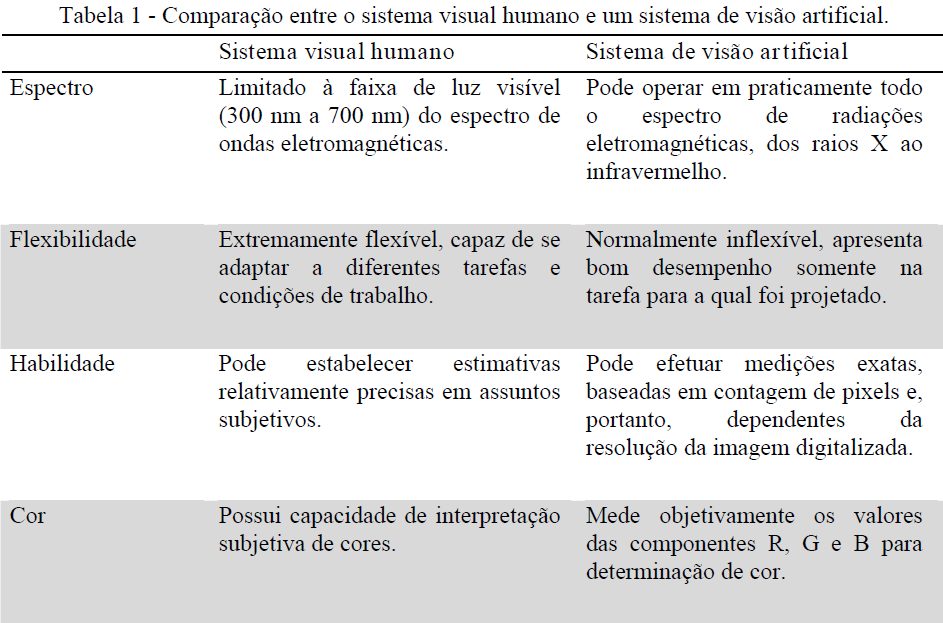 Tabela 1 - Comparação entre o sistema visual humano e um sistema de visão artificial.
Sistema visual humano Sistema de visão artificial
Espectro Limitado à faixa de luz visível Pode operar em praticamente todo
(300 nm a 700 nm) do espectro de o espectro de radiações
ondas eletromagnéticas. eletromagnéticas, dos raios X ao
infravermelho.
Flexibilidade Extremamente flexível, capaz de se Normalmente inflexível, apresenta
adaptar a diferentes tarefas e bom desempenho somente na
condições de trabalho. tarefa para a qual foi projetado.
Habilidade Pode estabelecer estimativas Pode efetuar medições exatas,
relativamente precisas em assuntos baseadas em contagem de pixels e,
subjetivos. portanto, dependentes da
resolução da imagem digitalizada.
Cor Possui capacidade de interpretação Mede objetivamente os valores
subjetiva de cores. das componentes R, G e B para
determinação de cor.